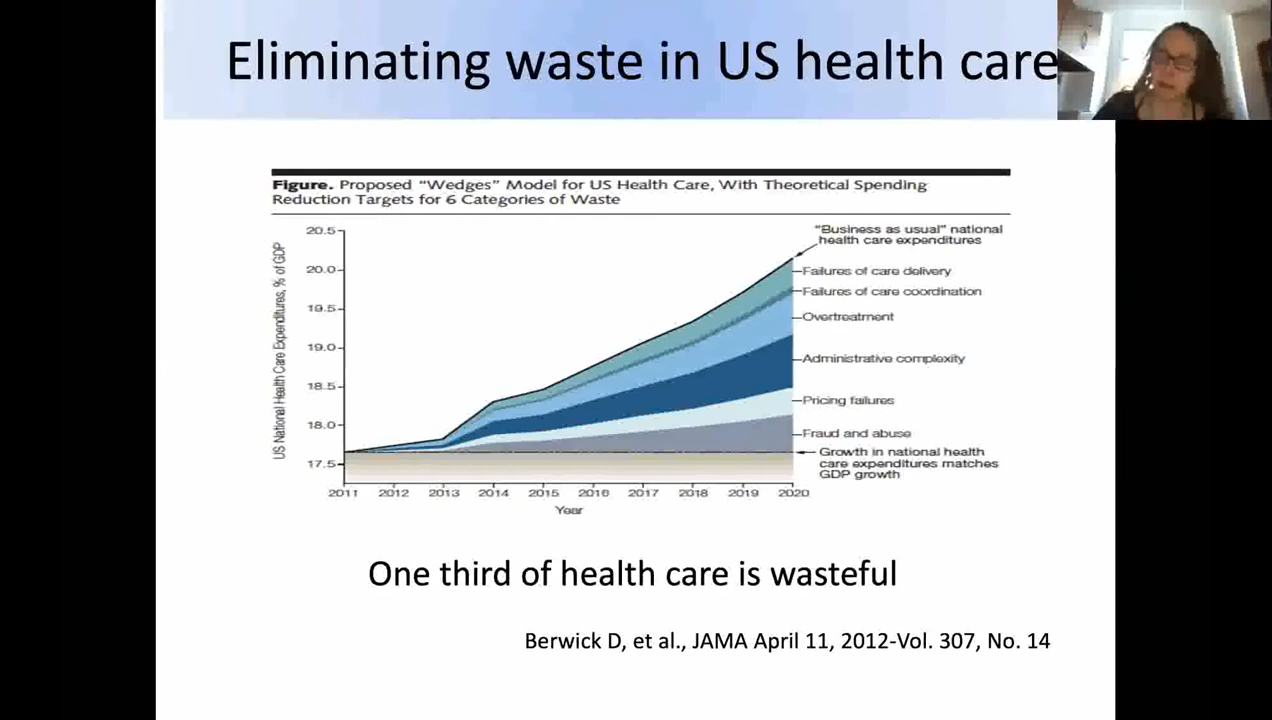 Eliminating waste in US health care
Figure. Proposed “Wedges” Model for US Health Care, With Theoretical Spending
Reduction Targets for 6 Categories of Waste
US National Health Care Expenditures, % of GDP
20.5
20.0
19.5
19.0
18.5
18.0
17.5
“Business as usual” national
health care expenditures
Failures of care delivery
Failures of care coordination
Overtreatment
Administrative complexity
Pricing failures
Fraud and abuse
Growth in national health
care expenditures matches
GDP growth
2011 2012 2013 2014 2015 2016 2017 2018 2019 2020
Year
One third of health care is wasteful
Berwick D, et al., JAMA April 11, 2012-Vol. 307, No. 14